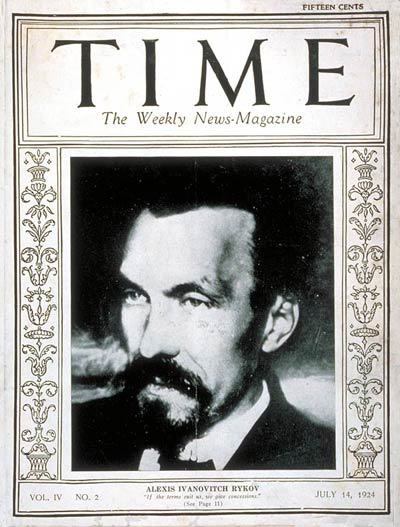 FIFTEEN CENTS
TIME
The Weekly News-Magazine
ALEXIS IVANOVITCH RYKOV
"If the terms suit us, we give concessions."
VOL. IV NO. 2 (See Page 11) JULY 14, 1924